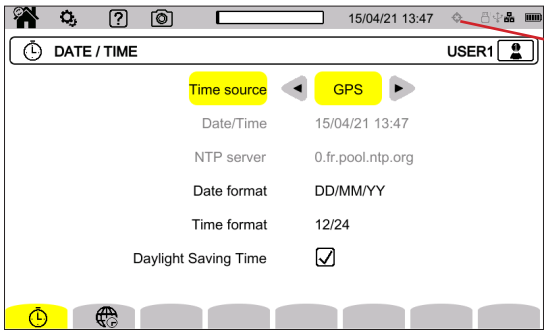 15/04/21 13:47
DATE / TIME USER1
Time source GPS
Date/Time 15/04/21 13:47
NTP server 0.fr.pool.ntp.org
Date format DD/MM/YY
Time format 12/24
Daylight Saving Time